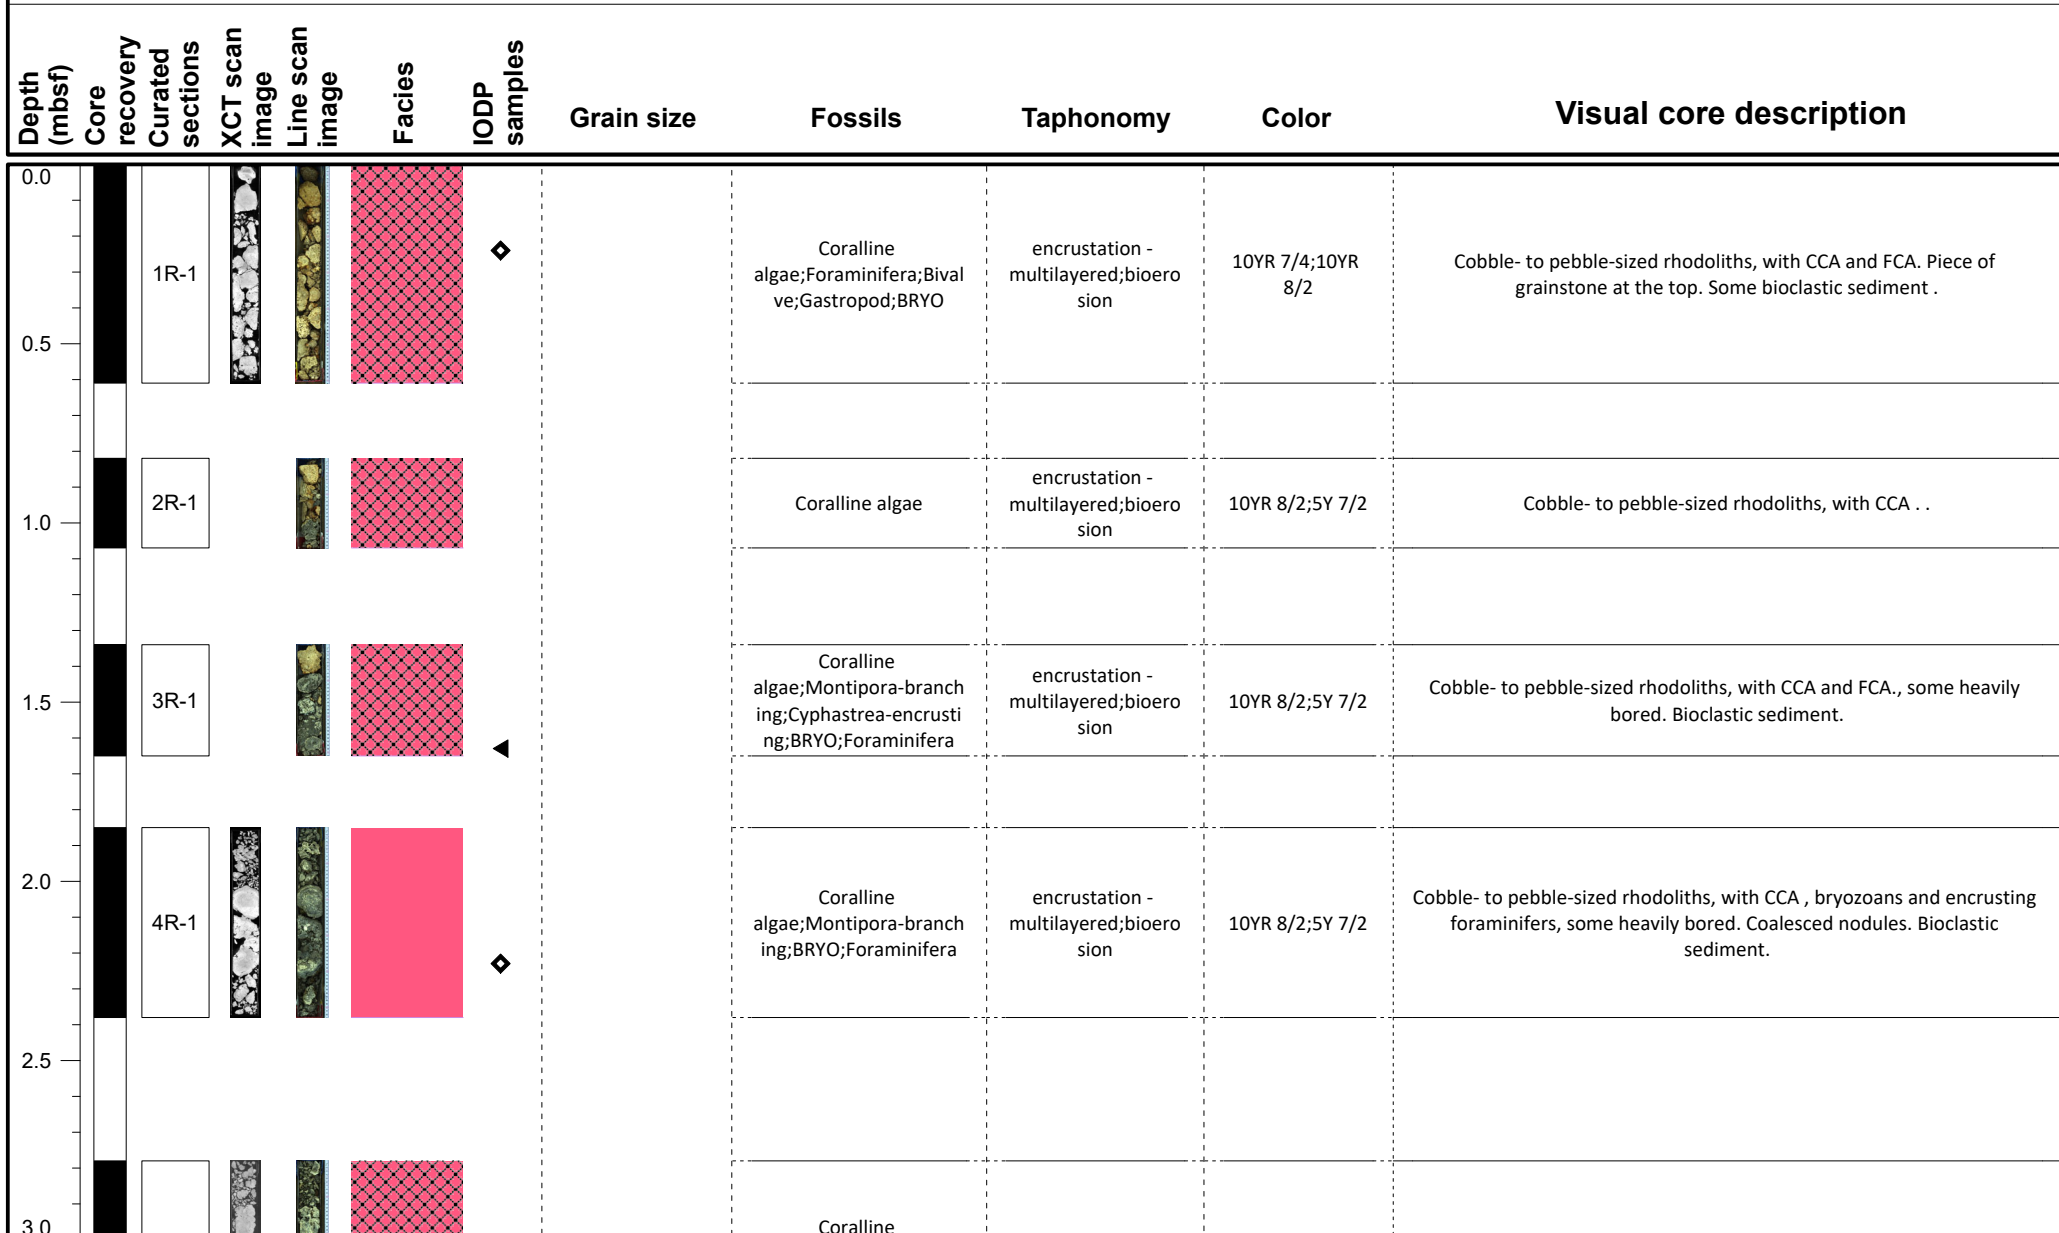 Depth
(mbsf)
Core
recovery
Curated
sections
XCT scan
image
Line scan
image
Facies
IODP
samples
Grain size
Fossils
Taphonomy
Color
Visual core description
0.0
1R-1
Coralline
algae;Foraminifera;Bival
ve;Gastropod;BRYO
encrustation -
multilayered;bioero
sion
10YR 7/4;10YR
8/2
Cobble- to pebble-sized rhodoliths, with CCA and FCA. Piece of
grainstone at the top. Some bioclastic sediment .
0.5
2R-1
Coralline algae
encrustation -
multilayered;bioero
sion
10YR 8/2;5Y 7/2
Cobble- to pebble-sized rhodoliths, with CCA . .
1.0
3R-1
Coralline
algae;Montipora-branch
ing;Cyphastrea-encrusti
ng;BRYO;Foraminifera
encrustation -
multilayered;bioero
sion
10YR 8/2;5Y 7/2
Cobble- to pebble-sized rhodoliths, with CCA and FCA., some heavily
bored. Bioclastic sediment.
1.5
2.0
4R-1
Coralline
algae;Montipora-branch
ing;BRYO;Foraminifera
encrustation -
multilayered;bioero
sion
10YR 8/2;5Y 7/2
Cobble- to pebble-sized rhodoliths, with CCA , bryozoans and encrusting
foraminifers, some heavily bored. Coalesced nodules. Bioclastic
sediment.
2.5
3.0
Coralline